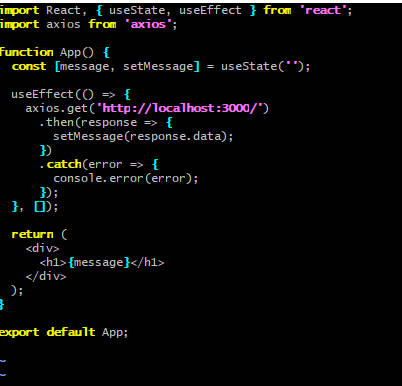 import React, { useState, useEffect } from 'react';
import axios from 'axios';

function App() {
  const [message, setMessage] = useState('');

  useEffect(() => {
    axios.get('http://localhost:3000/')
      .then(response => {
        setMessage(response.data);
      })
      .catch(error => {
        console.error(error);
      });
  }, []);

  return (
    <div>
      <h1>{message}</h1>
    </div>
  );
}

export default App;

~
~